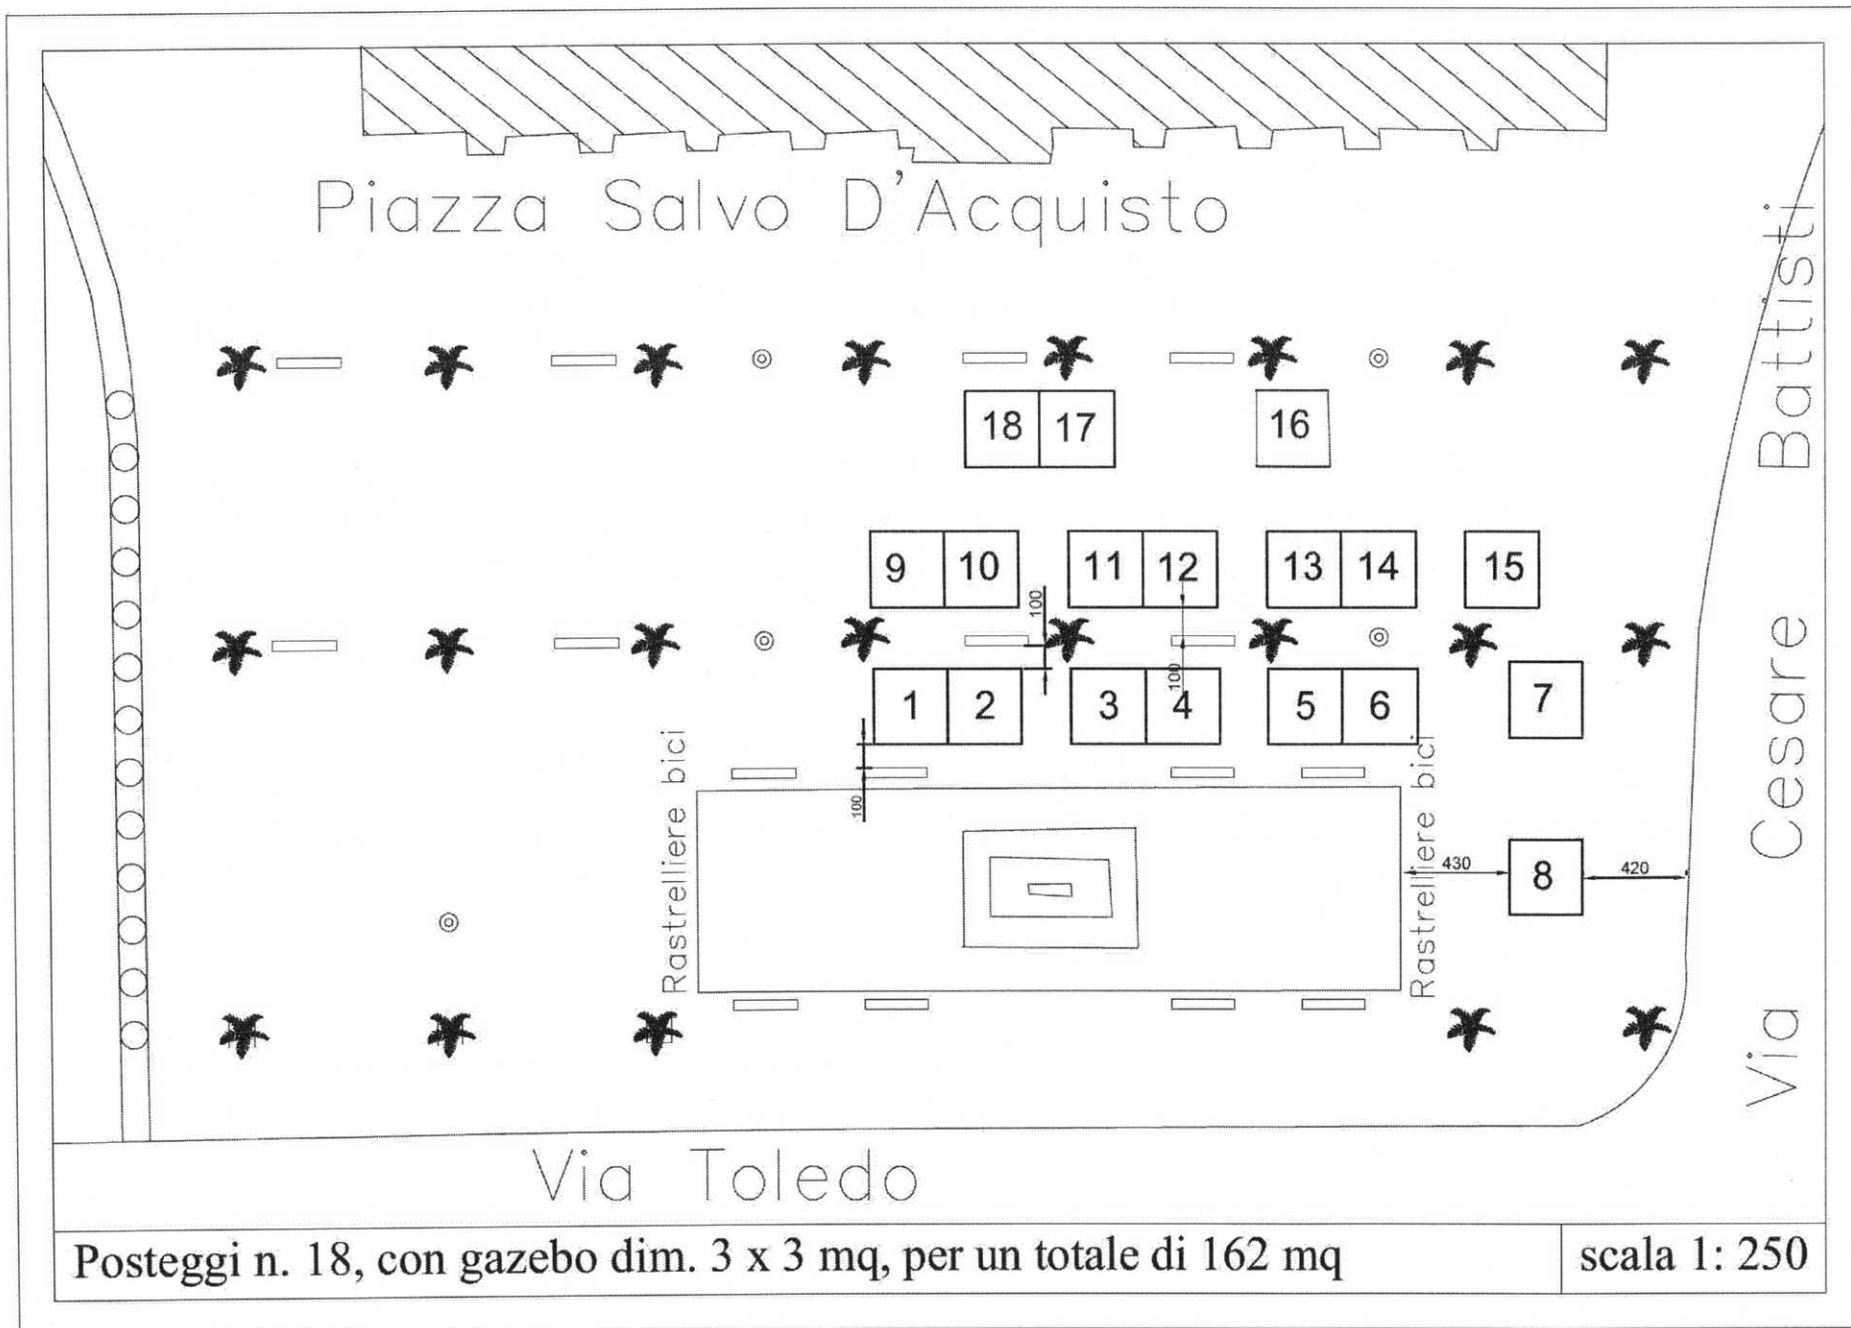 Piazza Salvo D'Acquisto
Via Cesare Battisti
18 17 16
9 10 11 12 13 14 15
100
100
1 2 3 4 5 6 7
100
Rastrelliere bici
Rastrelliere bici
430 8 420
Via Toledo
Posteggi n. 18, con gazebo dim. 3 x 3 mq, per un totale di 162 mq
scala 1: 250